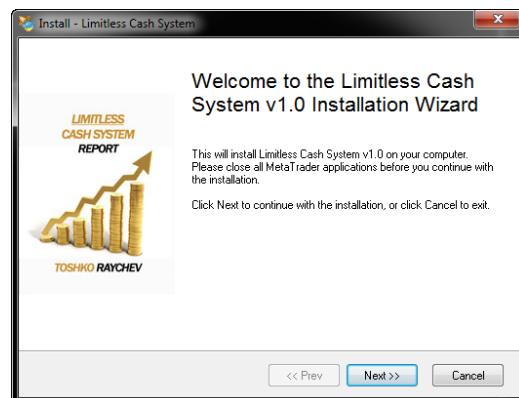 Install - Limitless Cash System
Welcome to the Limitless Cash
System v1.0 Installation Wizard
LIMITLESS
CASH SYSTEM
REPORT
TOSHKO RAYCHEV
This will install Limitless Cash System v1.0 on your computer.
Please close all MetaTrader applications before you continue with
the installation.
Click Next to continue with the installation, or click Cancel to exit.
<< Prev
Next >>
Cancel